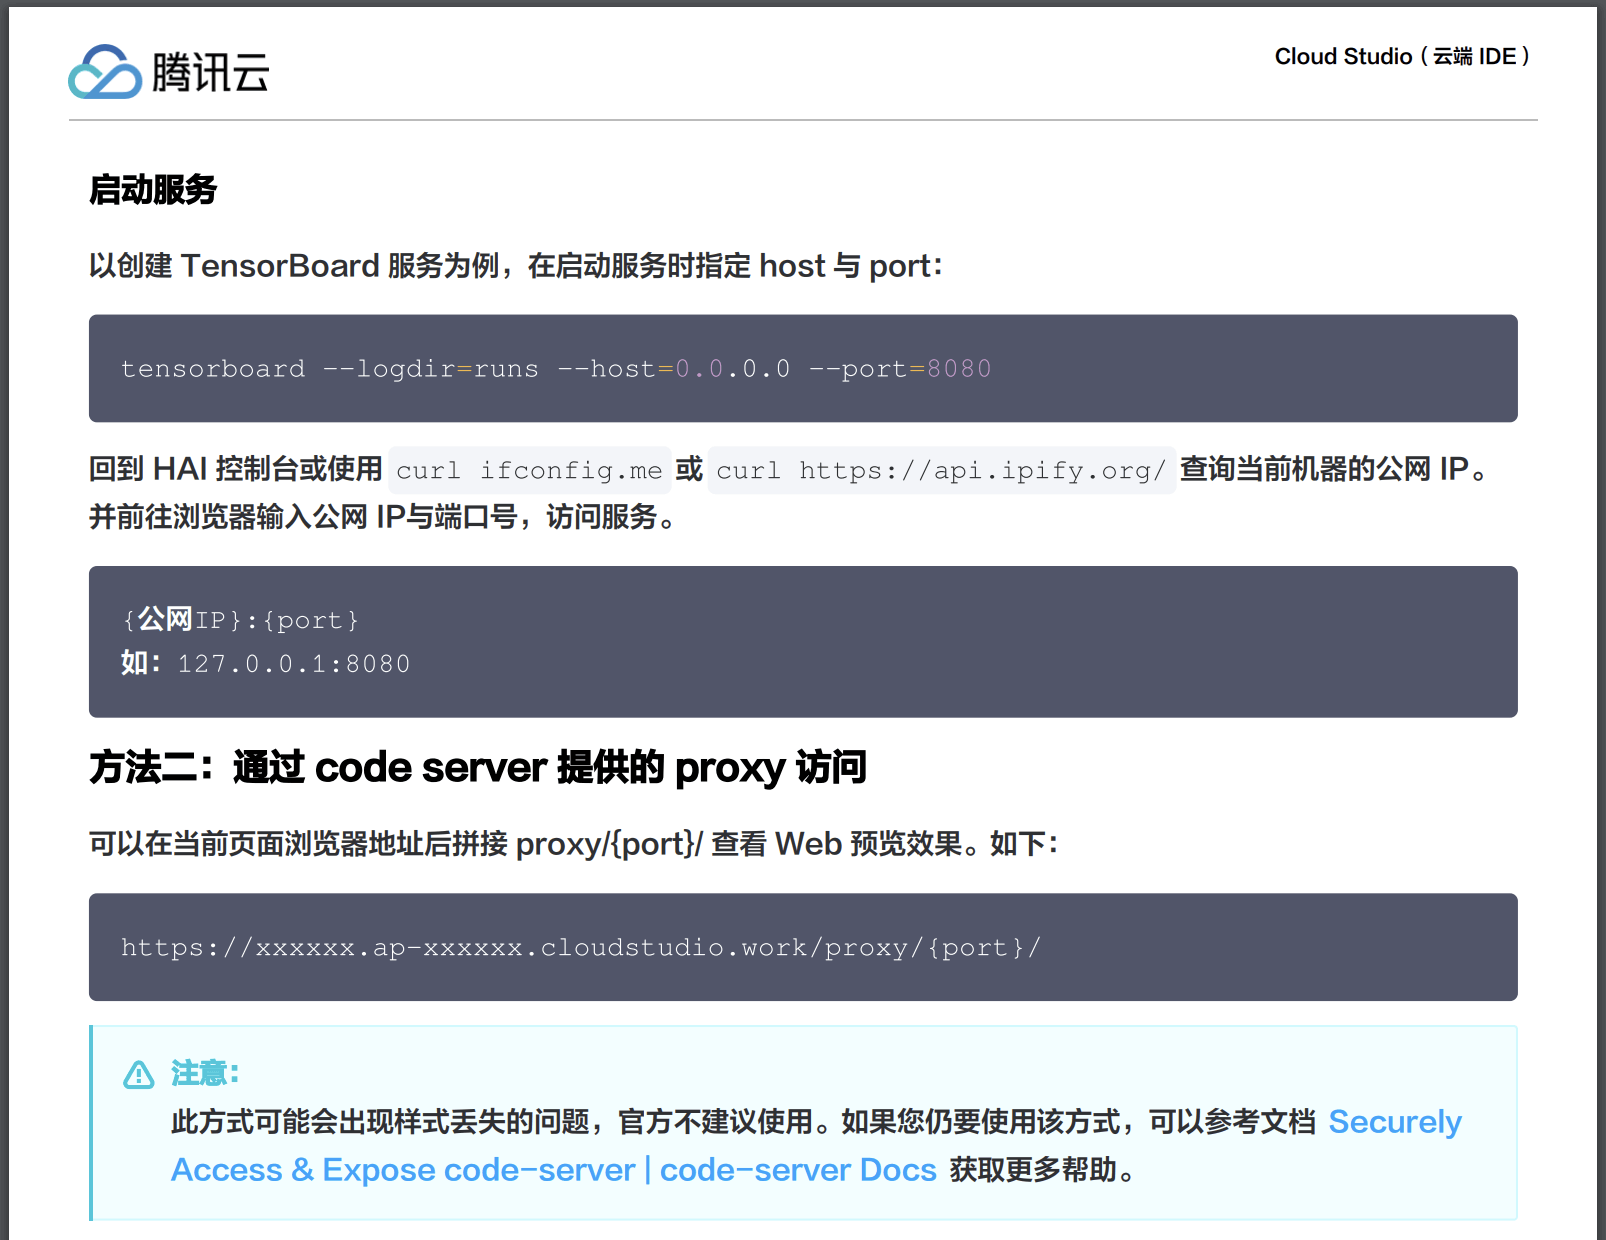 腾讯云
Cloud Studio（云端 IDE）
启动服务
以创建 TensorBoard 服务为例，在启动服务时指定 host 与 port：
tensorboard --logdir=runs --host=0.0.0.0 --port=8080
回到 HAI 控制台或使用 curl ifconfig.me 或 curl https://api.ipify.org/ 查询当前机器的公网 IP。
并前往浏览器输入公网 IP与端口号，访问服务。
{公网IP}:{port}
如：127.0.0.1:8080
方法二：通过 code server 提供的 proxy 访问
可以在当前页面浏览器地址后拼接 proxy/{port}/ 查看 Web 预览效果。如下：
https://xxxxxx.ap-xxxxxx.cloudstudio.work/proxy/{port}/
注意：
此方式可能会出现样式丢失的问题，官方不建议使用。如果您仍要使用该方式，可以参考文档 Securely
Access & Expose code-server | code-server Docs 获取更多帮助。